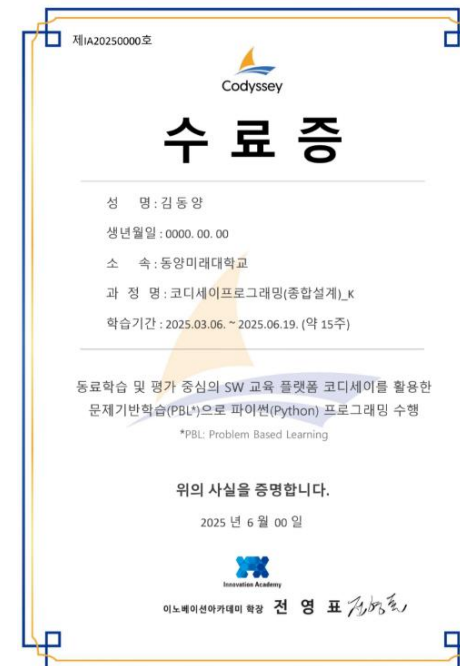 제IA20250000호
Codyssey
수료증
성 명 : 김동양
생년월일 : 0000. 00. 00
소 속 : 동양미래대학교
과 정 명 : 코디세이프로그래밍(종합설계)_K
학습기간 : 2025.03.06. ~ 2025.06.19. (약 15주)
동료학습 및 평가 중심의 SW 교육 플랫폼 코디세이를 활용한
문제기반학습(PBL*)으로 파이썬(Python) 프로그래밍 수행
*PBL: Problem Based Learning
위의 사실을 증명합니다.
2025 년 6 월 00 일
Innovation Academy
이노베이션아카데미 학장 전 영 표